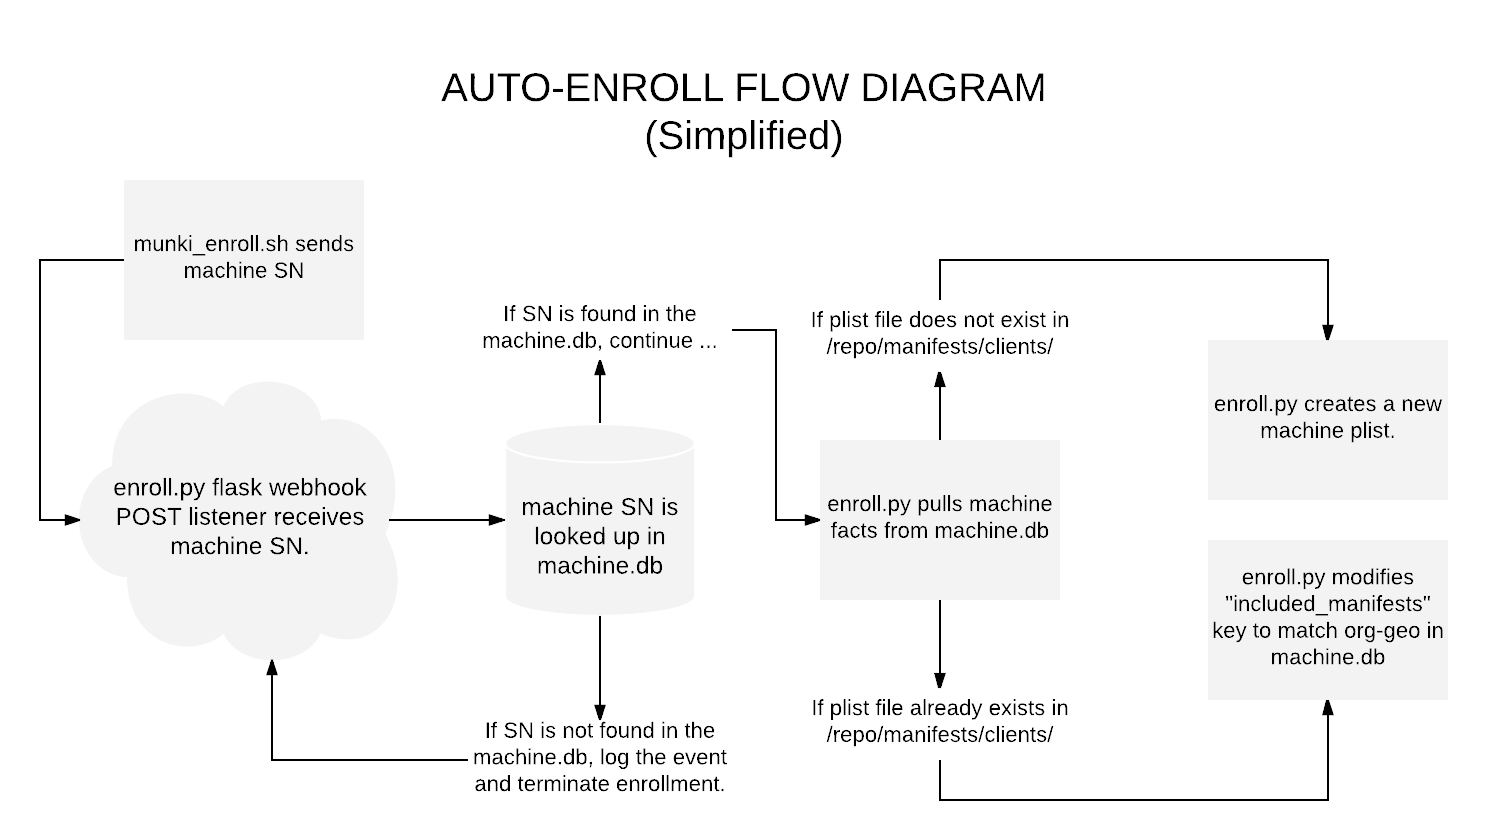 AUTO-ENROLL FLOW DIAGRAM
(Simplified)
munki_enroll.sh sends
machine SN
enroll.py flask webhook
POST listener receives
machine SN.
If SN is found in the
machine.db, continue ...
machine SN is
looked up in
machine.db
If SN is not found in the
machine.db, log the event
and terminate enrollment.
If plist file does not exist in
/repo/manifests/clients/
enroll.py pulls machine
facts from machine.db
If plist file already exists in
/repo/manifests/clients/
enroll.py creates a new
machine plist.
enroll.py modifies
"included_manifests"
key to match org-geo in
machine.db